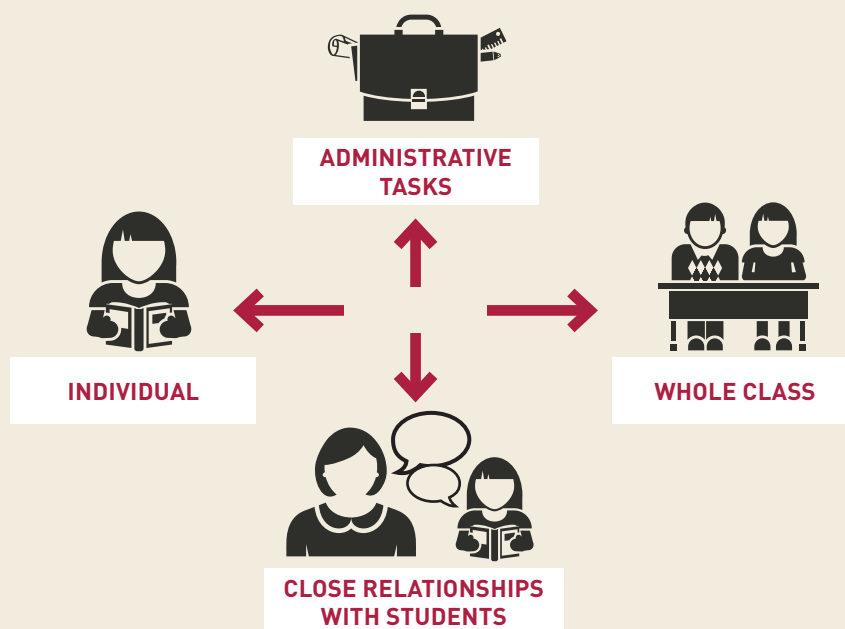 ADMINISTRATIVE
TASKS
INDIVIDUAL
WHOLE CLASS
CLOSE RELATIONSHIPS
WITH STUDENTS